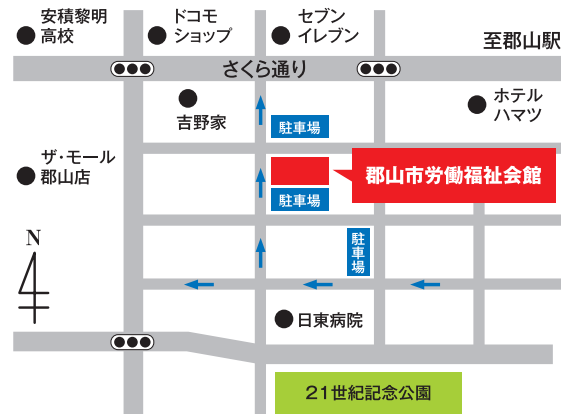 安積黎明
高校
ドコモ
ショップ
セブン
イレブン
至郡山駅
さくら通り
吉野家
ホテル
ハマツ
駐車場
ザ・モール
郡山店
郡山市労働福祉会館
駐車場
駐車場
N
日東病院
21世紀記念公園